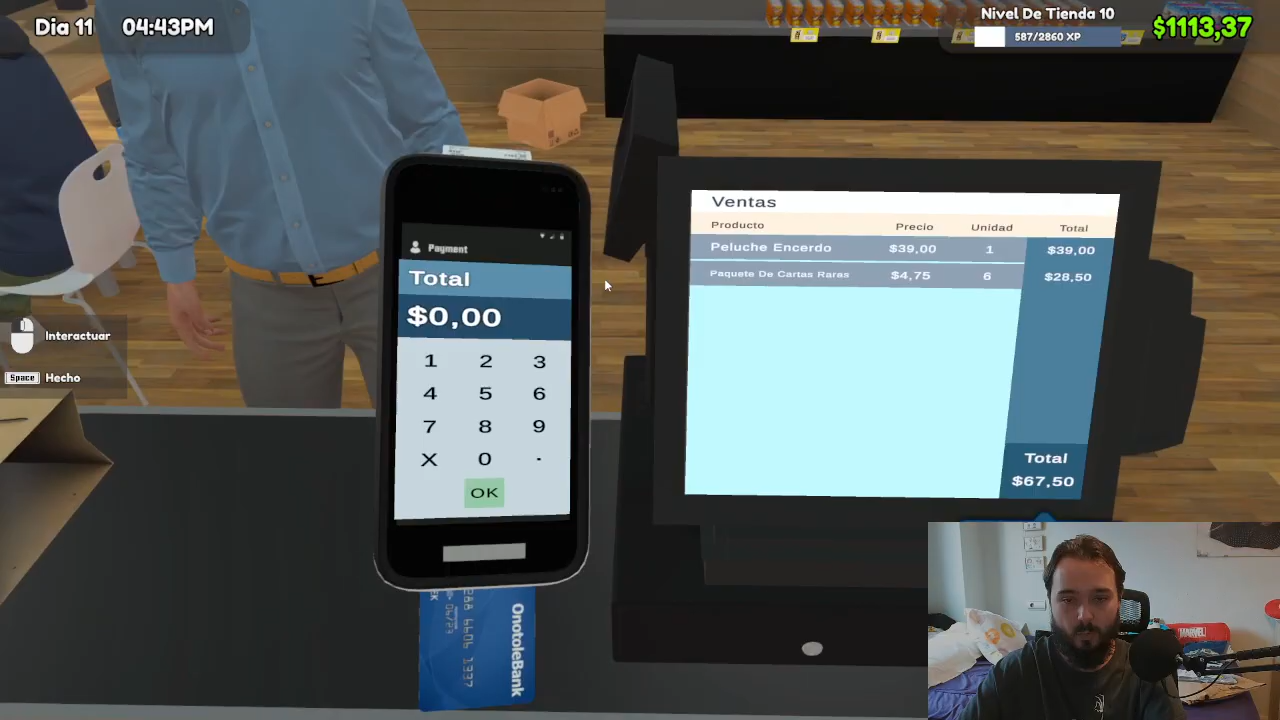 Dia 11 04:43PM
Nivel De Tienda 10
587/2860 XP
$1113,37
Interactuar
Space Hecho
Payment
Total
$0,00
1 2 3
4 5 6
7 8 9
X 0 .
OK
OnotoleBank
Ventas
Producto Precio Unidad Total
Peluche Encerdo $39,00 1 $39,00
Paquete De Cartas Raras $4,75 6 $28,50
Total
$67,50
MARVEL